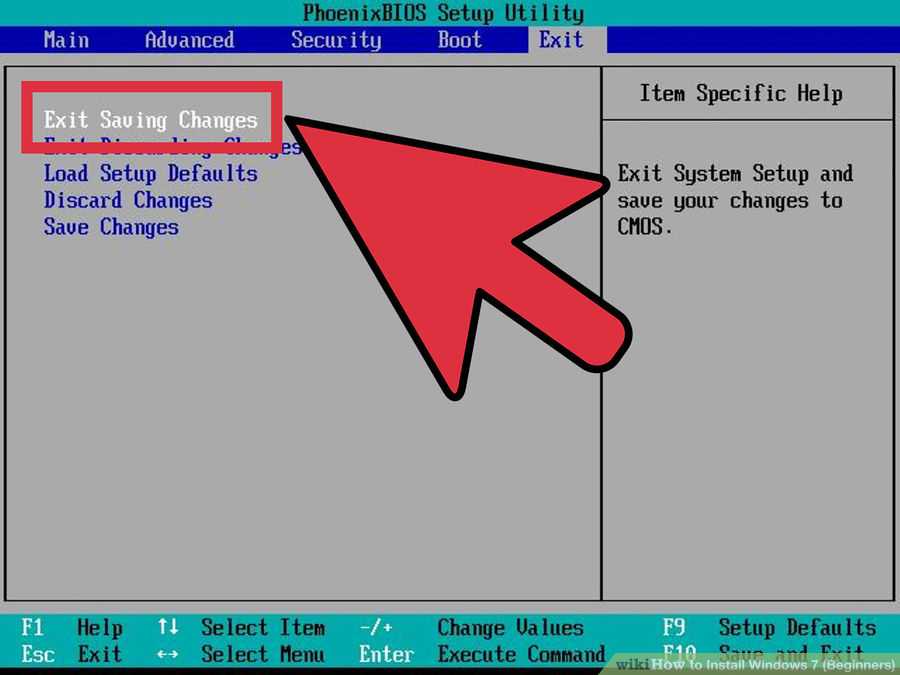 PhoenixBIOS Setup Utility
Main Advanced Security Boot Exit
Exit Saving Changes
Exit Discarding Changes
Load Setup Defaults
Discard Changes
Save Changes
Item Specific Help
Exit System Setup and
save your changes to
CMOS.
F1 Help ↑↓ Select Item -/+ Change Values F9 Setup Defaults
Esc Exit ↔ Select Menu Enter Execute Command F10 Save and Exit
wikiHow to Install Windows 7 (Beginners)